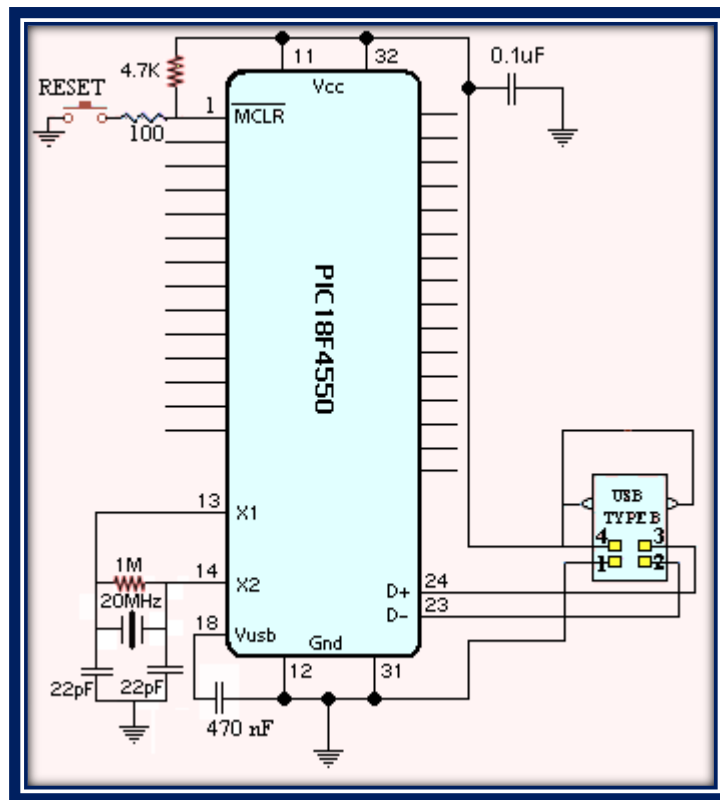 11
32
0.1uF
4.7K
Vcc
RESET
1
MCLR
100
PIC18F4550
USB
TYPE B
13
X1
4
3
1
2
1M
14
X2
20MHz
D+
24
D-
23
18
Vusb
Gnd
12
31
22pF
22pF
470 nF